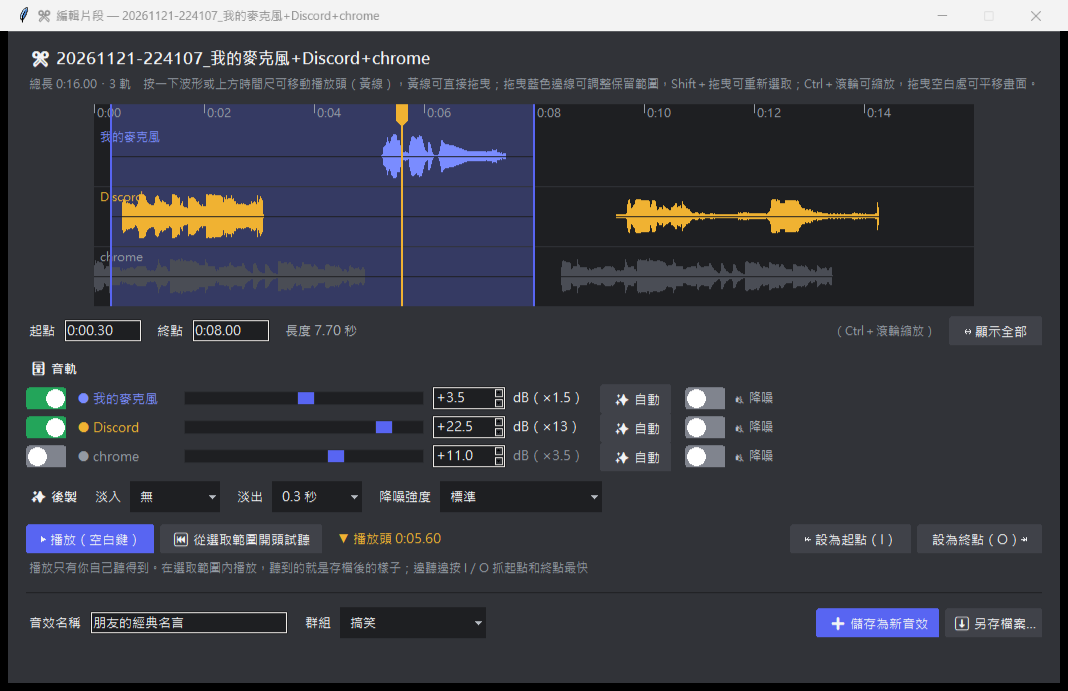 編輯片段 — 20261121-224107_我的麥克風+Discord+chrome
20261121-224107_我的麥克風+Discord+chrome
總長 0:16.00 · 3 軌 按一下波形或上方時間尺可移動播放頭（黃線），黃線可直接拖曳；拖曳藍色邊線可調整保留範圍，Shift + 拖曳可重新選取；Ctrl + 滾輪可縮放，拖曳空白處可平移畫面。
0:00 0:02 0:04 0:06 0:08 0:10 0:12 0:14
我的麥克風
Discord
chrome
起點 0:00.30 終點 0:08.00 長度 7.70 秒 （Ctrl + 滾輪縮放） ↔ 顯示全部
音軌
我的麥克風 +3.5 dB（×1.5） 自動 降噪
Discord +22.5 dB（×13） 自動 降噪
chrome +11.0 dB（×3.5） 自動 降噪
後製 淡入 無 淡出 0.3 秒 降噪強度 標準
播放（空白鍵） 從選取範圍開頭試聽 ▼ 播放頭 0:05.60 設為起點（I） 設為終點（O）
播放只有你自己聽得到。在選取範圍內播放，聽到的就是存檔後的樣子；邊聽邊按 I / O 抓起點和終點最快
音效名稱 朋友的經典名言 群組 搞笑 儲存為新音效 另存檔案...